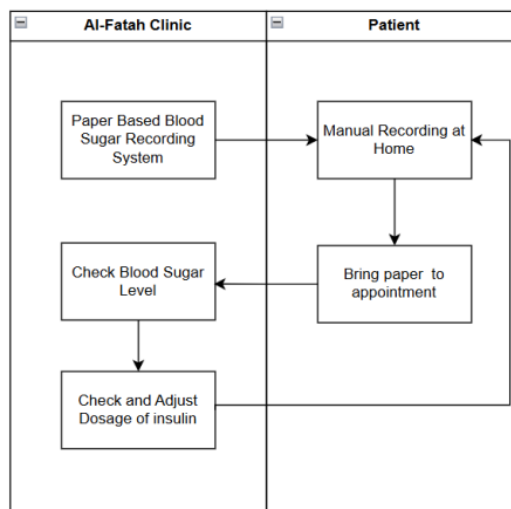 Al-Fatah Clinic
Patient
Paper Based Blood
Sugar Recording
System
Manual Recording at
Home
Check Blood Sugar
Level
Bring paper to
appointment
Check and Adjust
Dosage of insulin